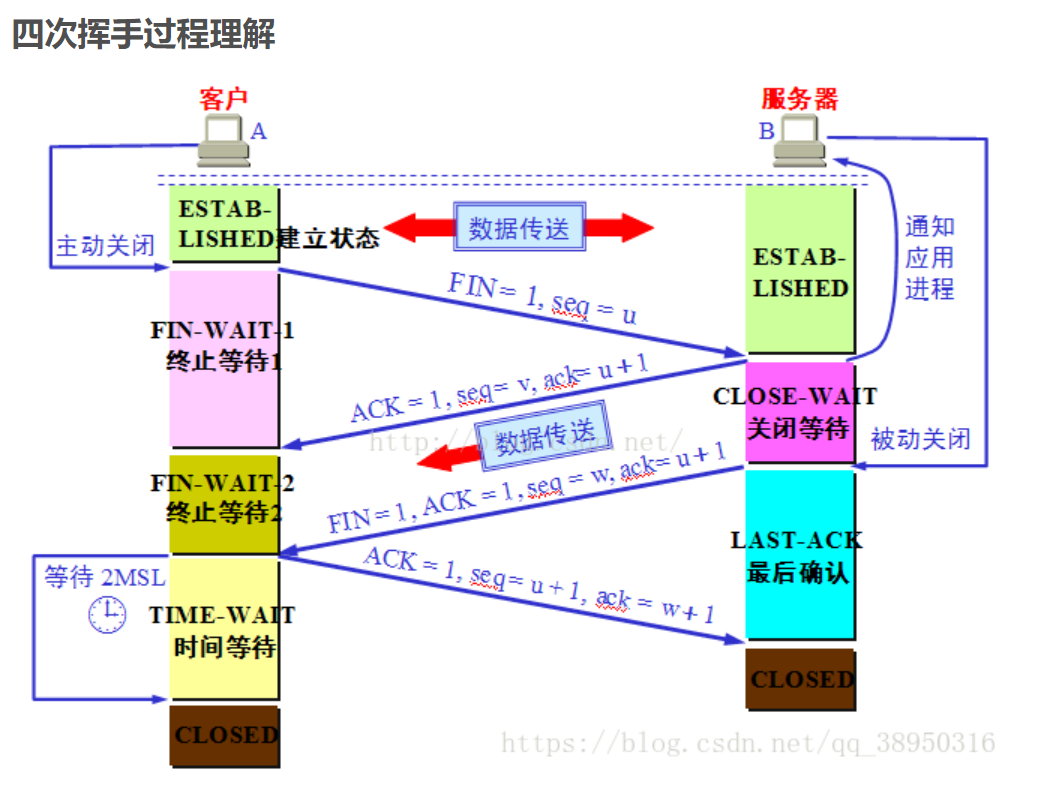 四次挥手过程理解
客户
服务器
A
B
ESTAB-
LISHED建立状态
数据传送
主动关闭
通知
应用
进程
ESTAB-
LISHED
FIN = 1, seq = u
FIN-WAIT-1
终止等待1
ACK = 1, seq= v, ack= u+1
CLOSE-WAIT
关闭等待
被动关闭
http://blog.csdn.net/
数据传送
FIN-WAIT-2
终止等待2
FIN = 1, ACK = 1, seq = w, ack= u+1
LAST-ACK
最后确认
ACK = 1, seq= u + 1, ack = w+1
等待 2MSL
TIME-WAIT
时间等待
CLOSED
CLOSED
https://blog.csdn.net/qq_38950316